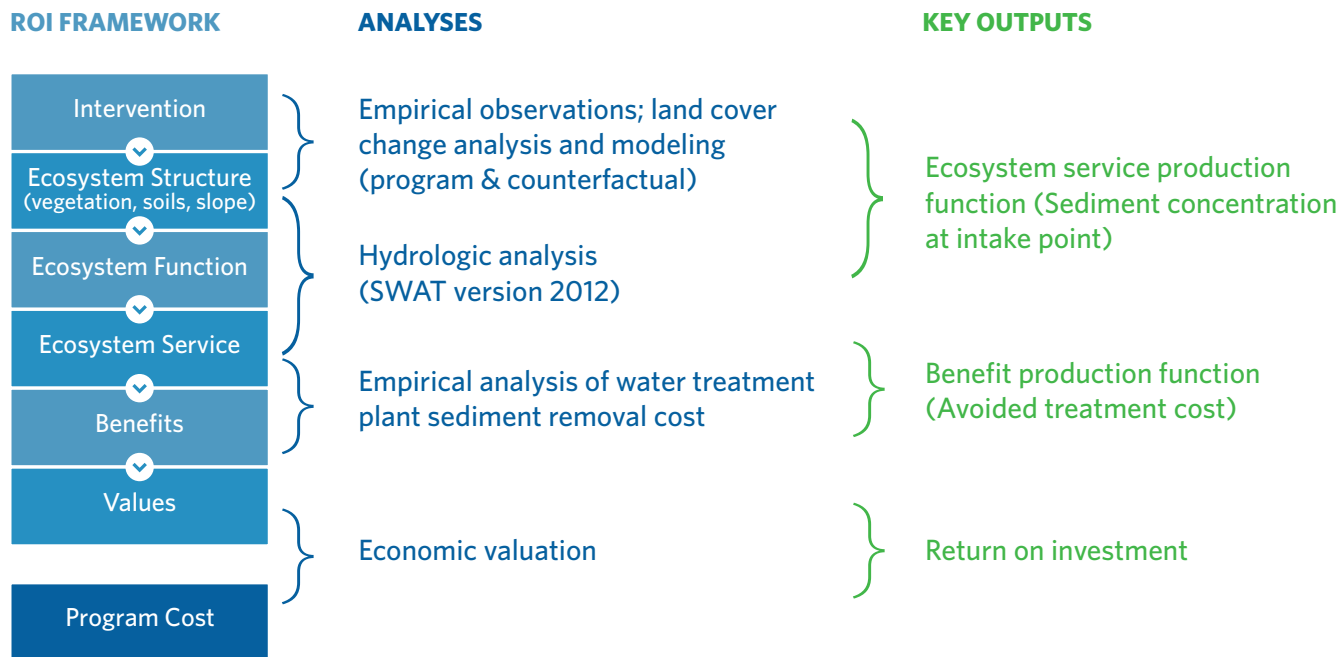 ROI FRAMEWORK
ANALYSES
KEY OUTPUTS
Intervention
Ecosystem Structure
(vegetation, soils, slope)
Ecosystem Function
Ecosystem Service
Benefits
Values
Program Cost
Empirical observations; land cover
change analysis and modeling
(program & counterfactual)
Hydrologic analysis
(SWAT version 2012)
Empirical analysis of water treatment
plant sediment removal cost
Economic valuation
Ecosystem service production
function (Sediment concentration
at intake point)
Benefit production function
(Avoided treatment cost)
Return on investment